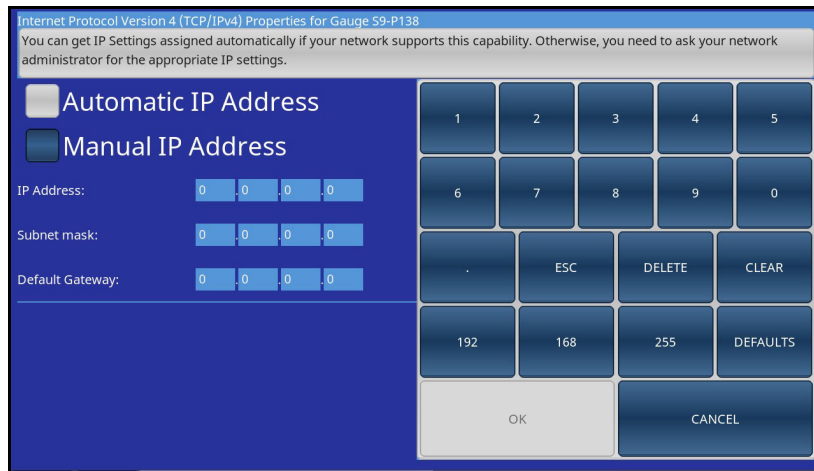 Internet Protocol Version 4 (TCP/IPv4) Properties for Gauge S9-P138
You can get IP Settings assigned automatically if your network supports this capability. Otherwise, you need to ask your network
administrator for the appropriate IP settings.
Automatic IP Address
Manual IP Address
IP Address: 0 .0 .0 .0
Subnet mask: 0 .0 .0 .0
Default Gateway: 0 .0 .0 .0
1 2 3 4 5
6 7 8 9 0
. ESC DELETE CLEAR
192 168 255 DEFAULTS
OK CANCEL